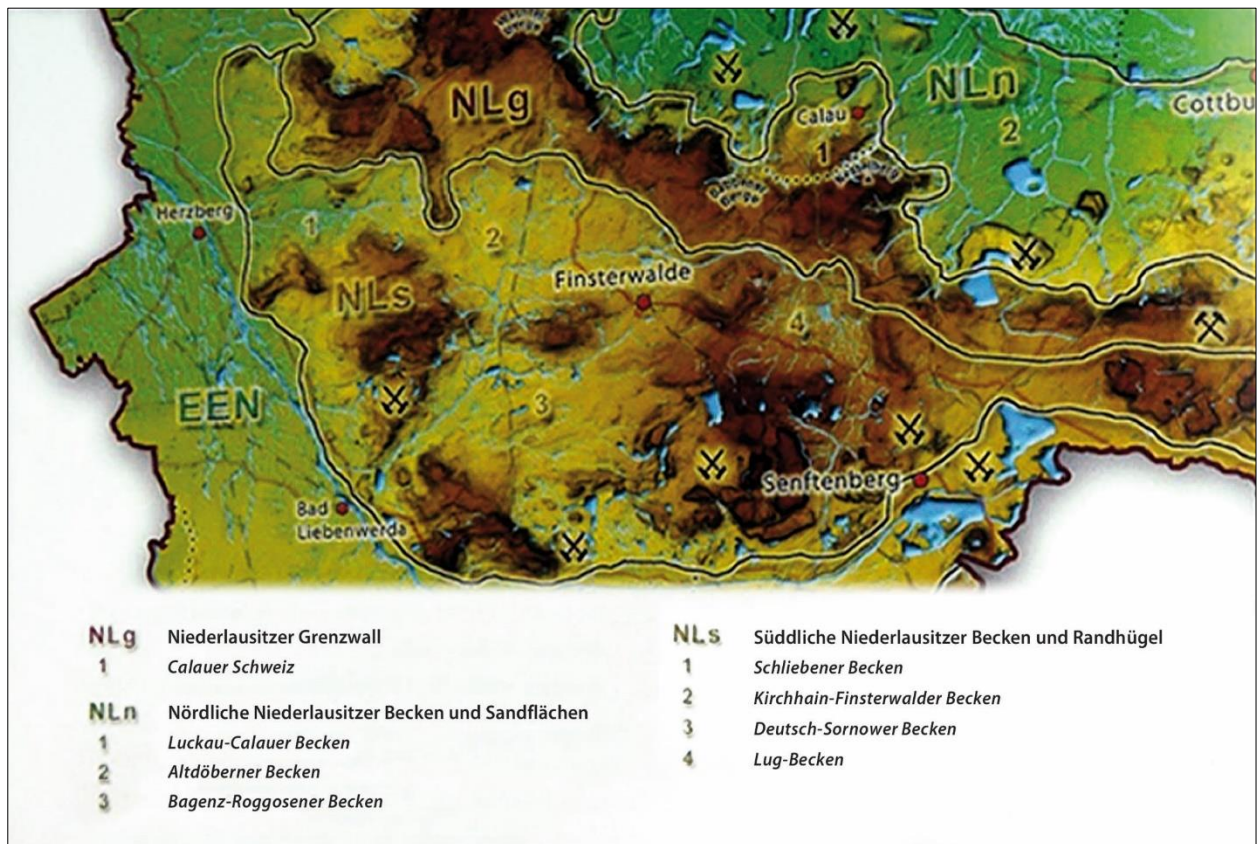 NLg
NLn
Calau
1
2
Cottbu
Herzberg
1
2
NLs
Finsterwalde
4
EEN
3
Senftenberg
Bad
Liebenwerda
NLg Niederlausitzer Grenzwall
1 Calauer Schweiz
NLn Nördliche Niederlausitzer Becken und Sandflächen
1 Luckau-Calauer Becken
2 Altdöberner Becken
3 Bagenz-Roggosener Becken
NLs Süddliche Niederlausitzer Becken und Randhügel
1 Schliebener Becken
2 Kirchhain-Finsterwalder Becken
3 Deutsch-Sornower Becken
4 Lug-Becken